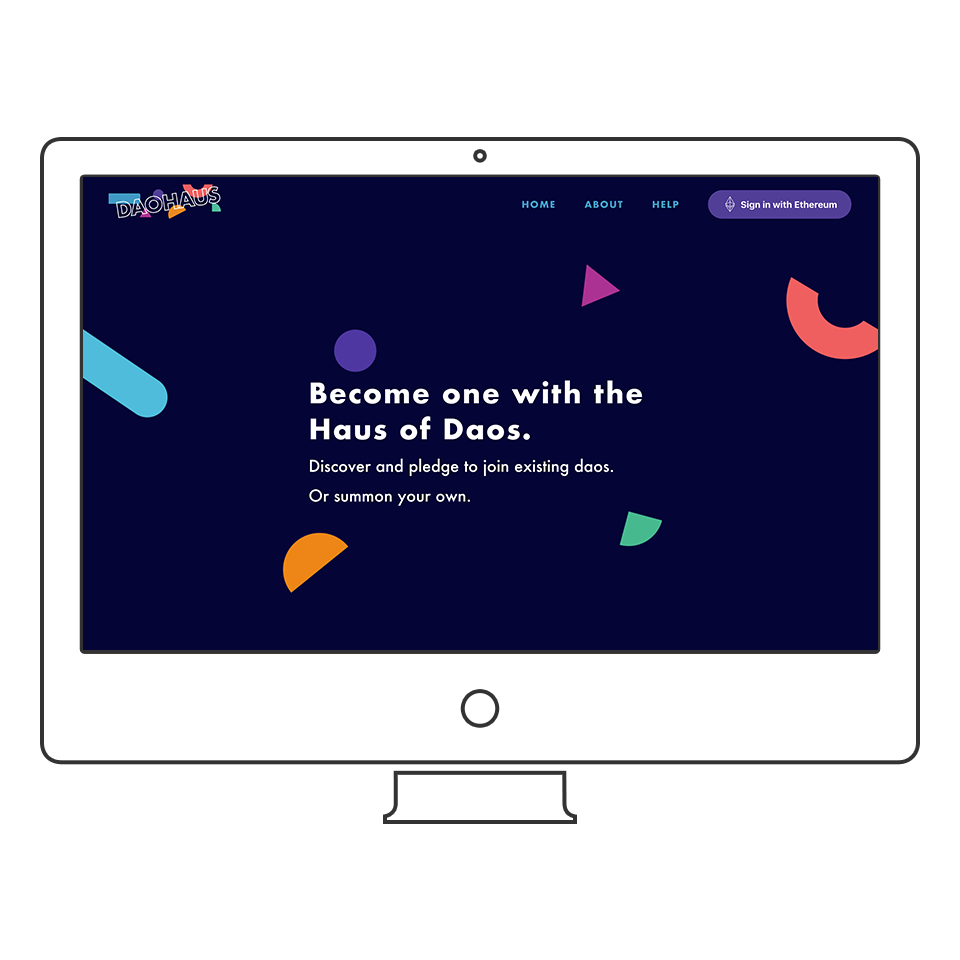 DAOHAUS
HOME ABOUT HELP Sign in with Ethereum
Become one with the
Haus of Daos.
Discover and pledge to join existing daos.
Or summon your own.